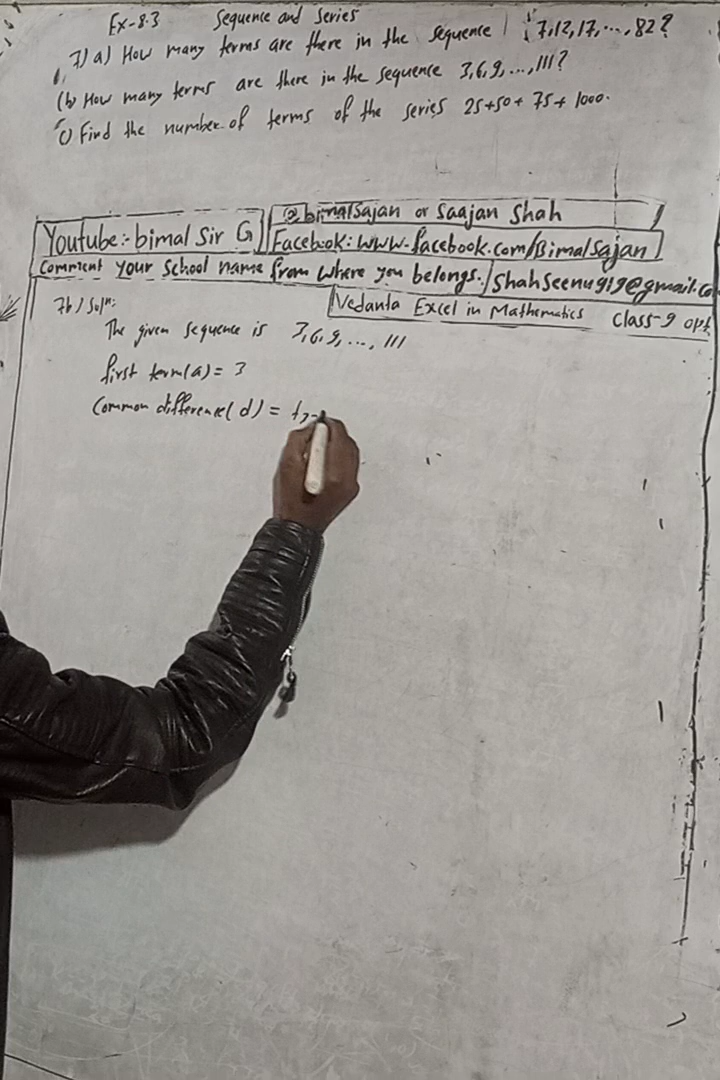 Ex-8.3 Sequence and Series
7) a) How many terms are there in the sequence 7,12,17,...,82?
(b) How many terms are there in the sequence 3,6,9,...,111?
c) Find the number of terms of the series 25+50+75+1000.
@bimalsajan or Saajan Shah
Youtube:-bimal Sir G
Facebook: www.facebook.com/Bimalsajan
Comment your School name from where you belongs./shahseenu919@gmail.co
Vedanta Excel in Mathematics Class-9 opt
7b) Solⁿ:
The given sequence is 3,6,9,...,111
first term(a)= 3
Common difference(d) = t₂-